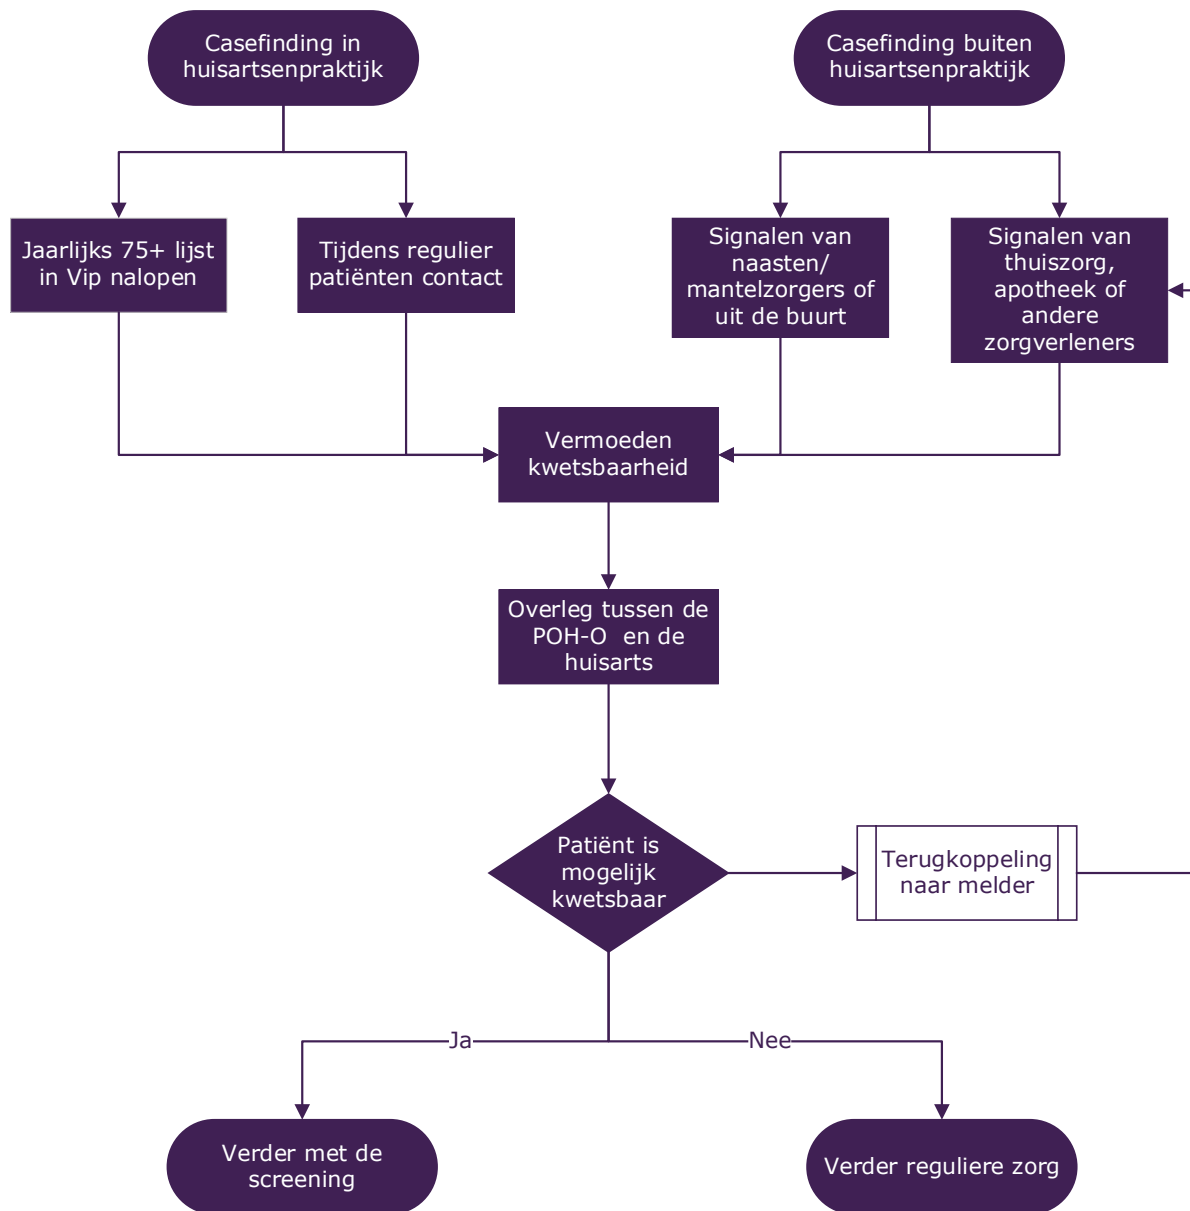 Casefinding in
huisartsenpraktijk
Casefinding buiten
huisartsenpraktijk
Jaarlijks 75+ lijst
in Vip nalopen
Tijdens regulier
patiënten contact
Signalen van
naasten/
mantelzorgers of
uit de buurt
Signalen van
thuiszorg,
apotheek of
andere
zorgverleners
Vermoeden
kwetsbaarheid
Overleg tussen de
POH-O en de
huisarts
Patiënt is
mogelijk
kwetsbaar
Terugkoppeling
naar melder
Ja
Nee
Verder met de
screening
Verder reguliere zorg